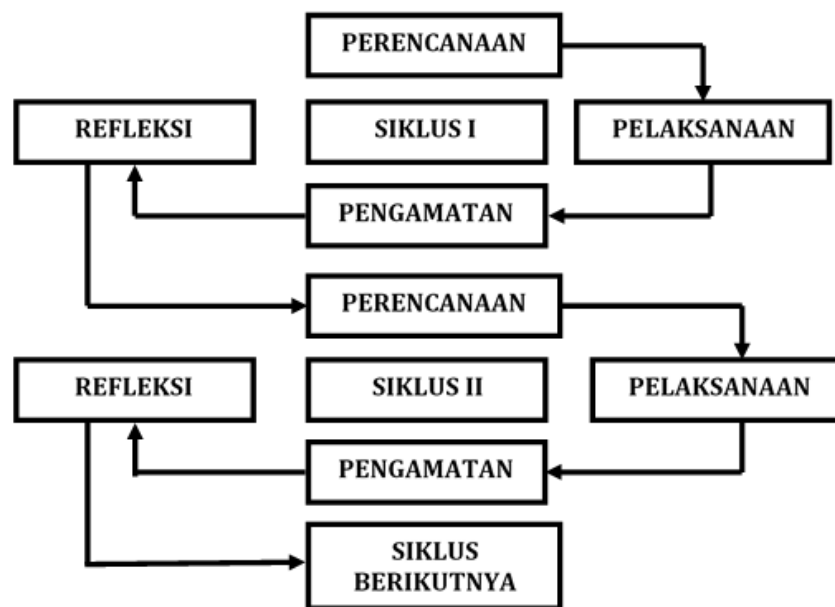 PERENCANAAN
REFLEKSI
SIKLUS I
PELAKSANAAN
PENGAMATAN
PERENCANAAN
REFLEKSI
SIKLUS II
PELAKSANAAN
PENGAMATAN
SIKLUS
BERIKUTNYA